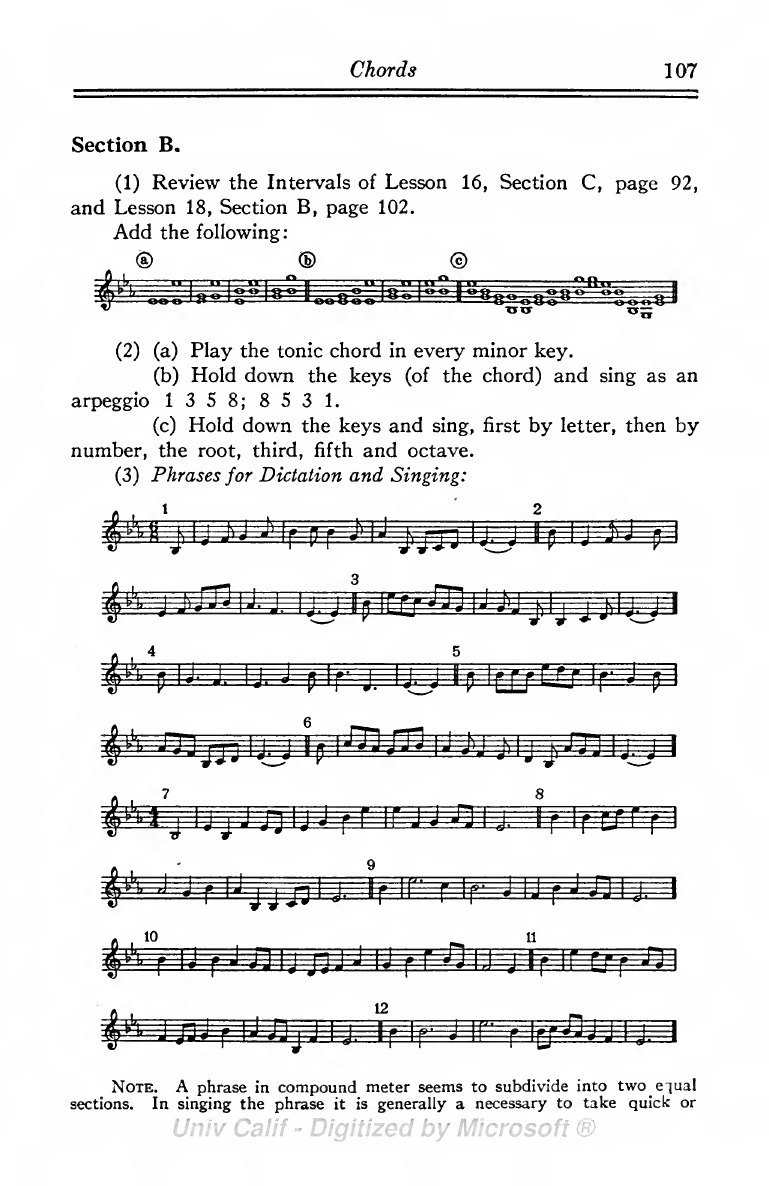 Chords 107
Section B.
(1) Review the Intervals of Lesson 16, Section C, page 92,
and Lesson 18, Section B, page 102.
Add the following:
ⓐ ⓑ ⓒ
(2) (a) Play the tonic chord in every minor key.
(b) Hold down the keys (of the chord) and sing as an
arpeggio 1 3 5 8; 8 5 3 1.
(c) Hold down the keys and sing, first by letter, then by
number, the root, third, fifth and octave.
(3) Phrases for Dictation and Singing:
1 2
6
8
3
4 5
6
7 8
4
4
9
10 11
12
NOTE. A phrase in compound meter seems to subdivide into two equal
sections. In singing the phrase it is generally a necessary to take quick or
Univ Calif - Digitized by Microsoft ®